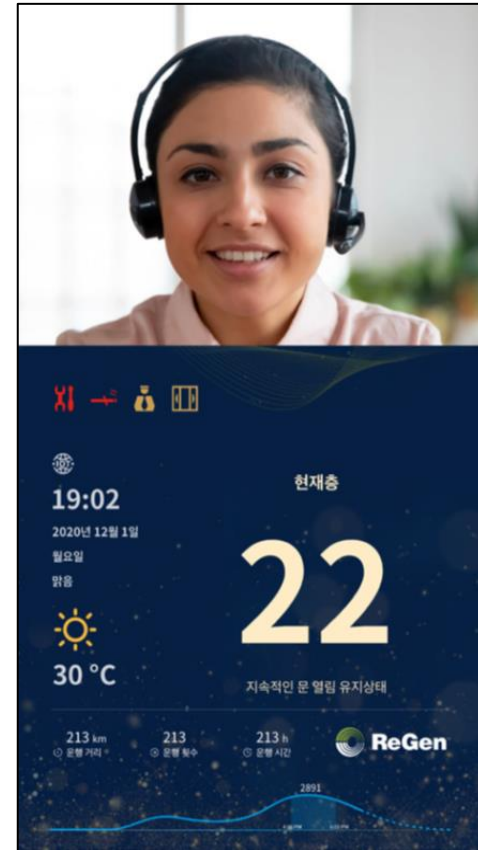 19:02
2020년 12월 1일
월요일
맑음
30 °C
현재층
22
지속적인 문 열림 유지상태
213 km
운행 거리
213
운행 횟수
213 h
운행 시간
ReGen
2891